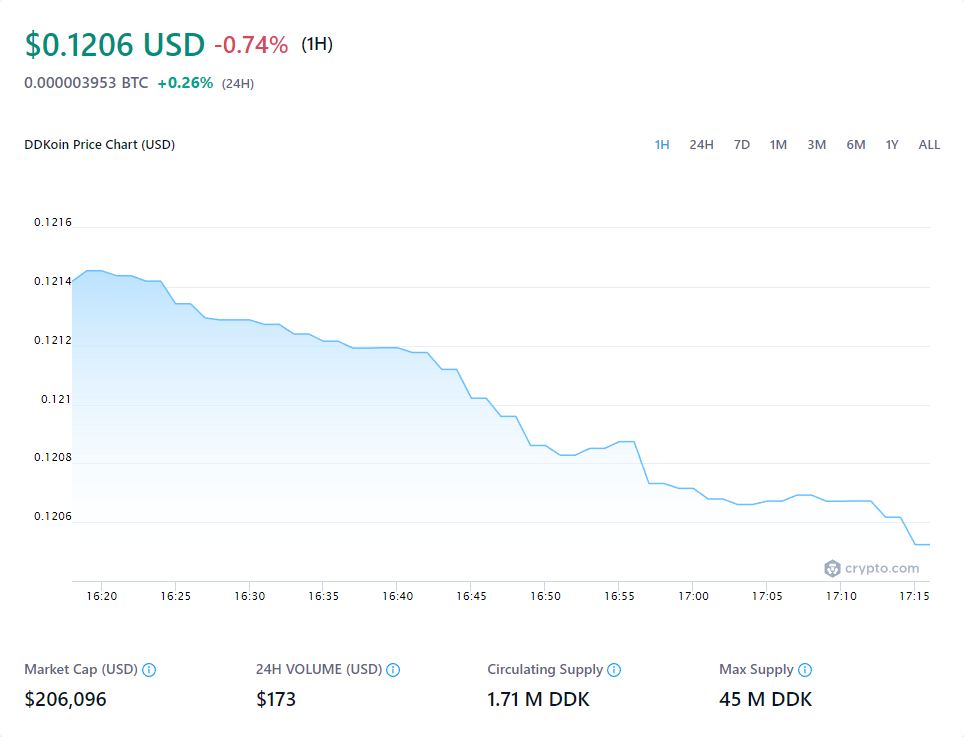 $0.1206 USD -0.74% (1H)
0.000003953 BTC +0.26% (24H)
DDKoin Price Chart (USD) 1H 24H 7D 1M 3M 6M 1Y ALL
0.1216
0.1214
0.1212
0.121
0.1208
0.1206
crypto.com
16:20 16:25 16:30 16:35 16:40 16:45 16:50 16:55 17:00 17:05 17:10 17:15
Market Cap (USD) 24H VOLUME (USD) Circulating Supply Max Supply
$206,096 $173 1.71 M DDK 45 M DDK